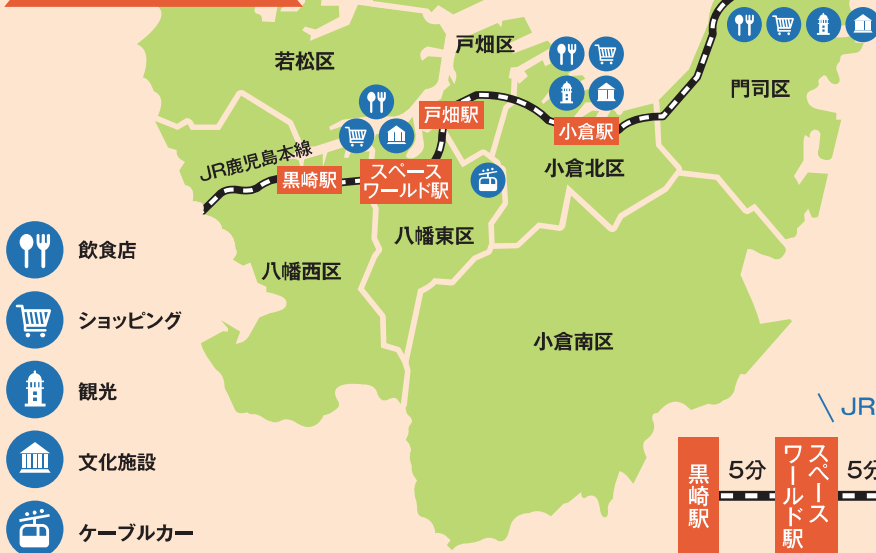 戸畑区
若松区
門司区
戸畑駅
小倉駅
JR鹿児島本線
黒崎駅
スペース
ワールド駅
小倉北区
八幡東区
八幡西区
小倉南区
飲食店
ショッピング
観光
文化施設
ケーブルカー
\ JR
黒崎駅
5分
スペース
ワールド駅
5分